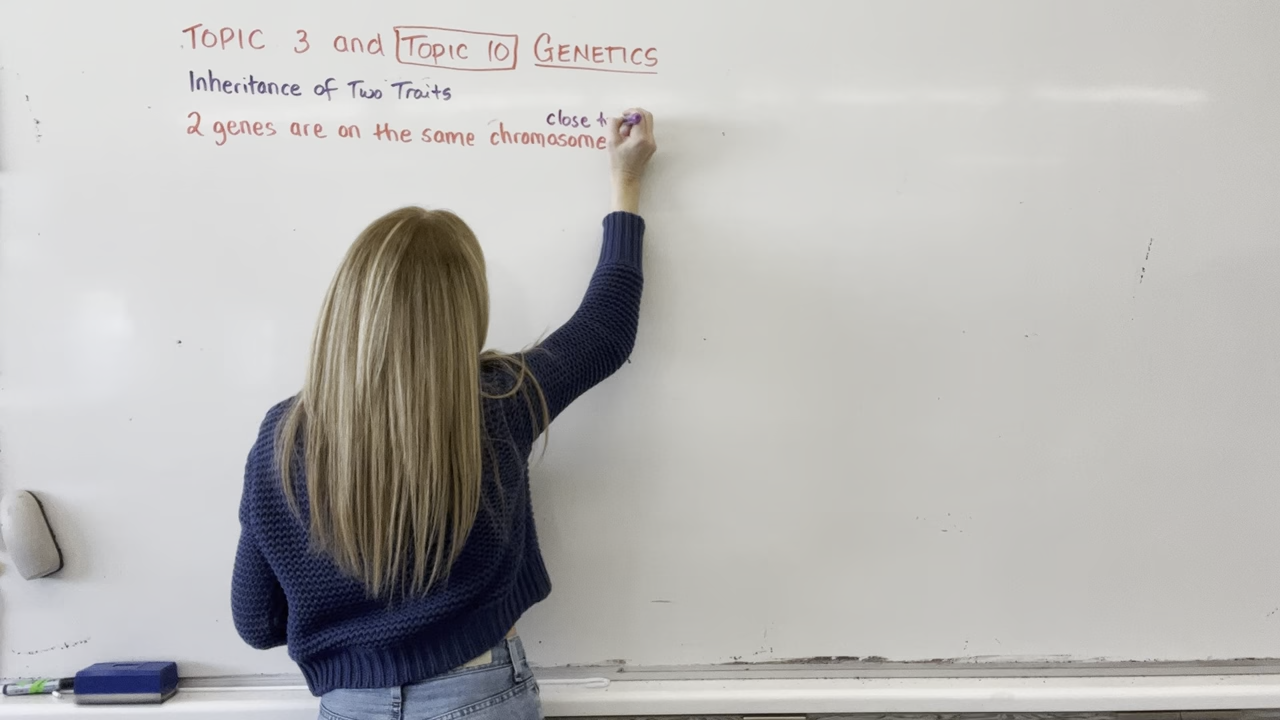 TOPIC 3 and TOPIC 10 GENETICS
Inheritance of Two Traits
close t
2 genes are on the same chromosome